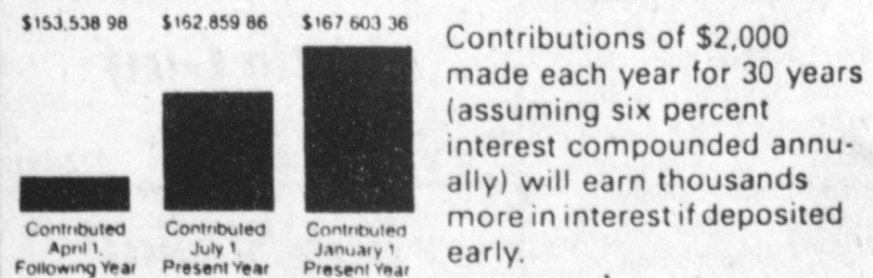 $153,538 98 $162,859 86 $167 603 36
Contributed
April 1,
Following Year
Contributed
July 1
Present Year
Contributed
January 1
Present Year
Contributions of $2,000
made each year for 30 years
(assuming six percent
interest compounded annu-
ally) will earn thousands
more in interest if deposited
early.